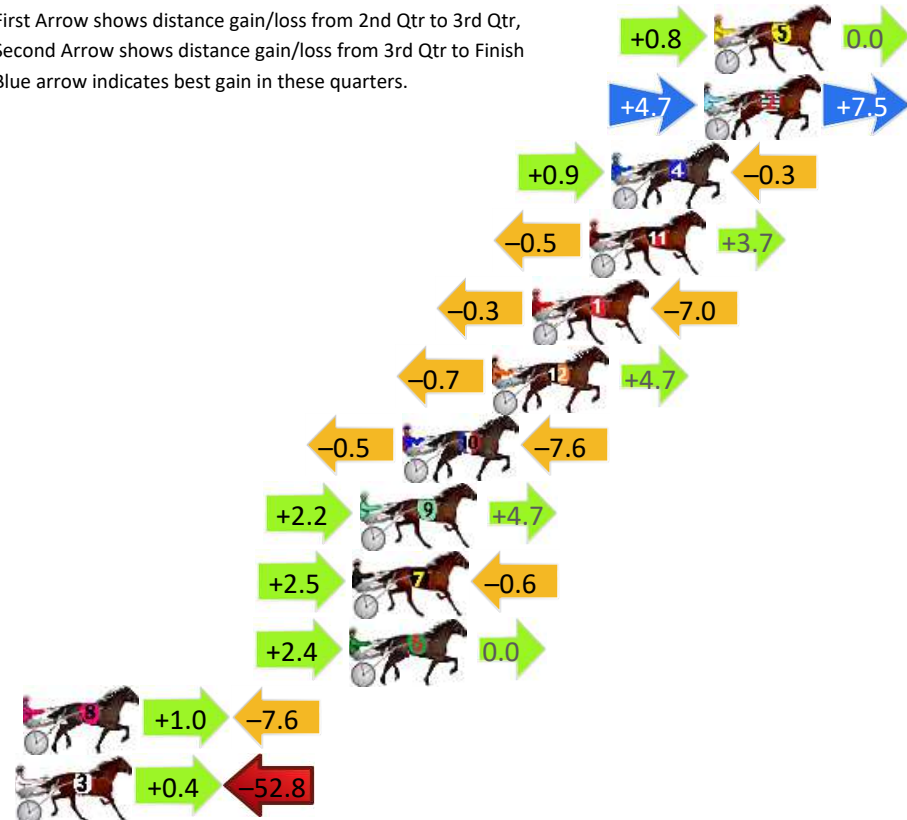 First Arrow shows distance gain/loss from 2nd Qtr to 3rd Qtr,
Second Arrow shows distance gain/loss from 3rd Qtr to Finish
Blue arrow indicates best gain in these quarters.
+0.8 5 0.0
+4.7 2 +7.5
+0.9 4 −0.3
−0.5 11 +3.7
−0.3 1 −7.0
−0.7 12 +4.7
−0.5 10 −7.6
+2.2 9 +4.7
+2.5 7 −0.6
+2.4 6 0.0
8 +1.0 −7.6
3 +0.4 −52.8